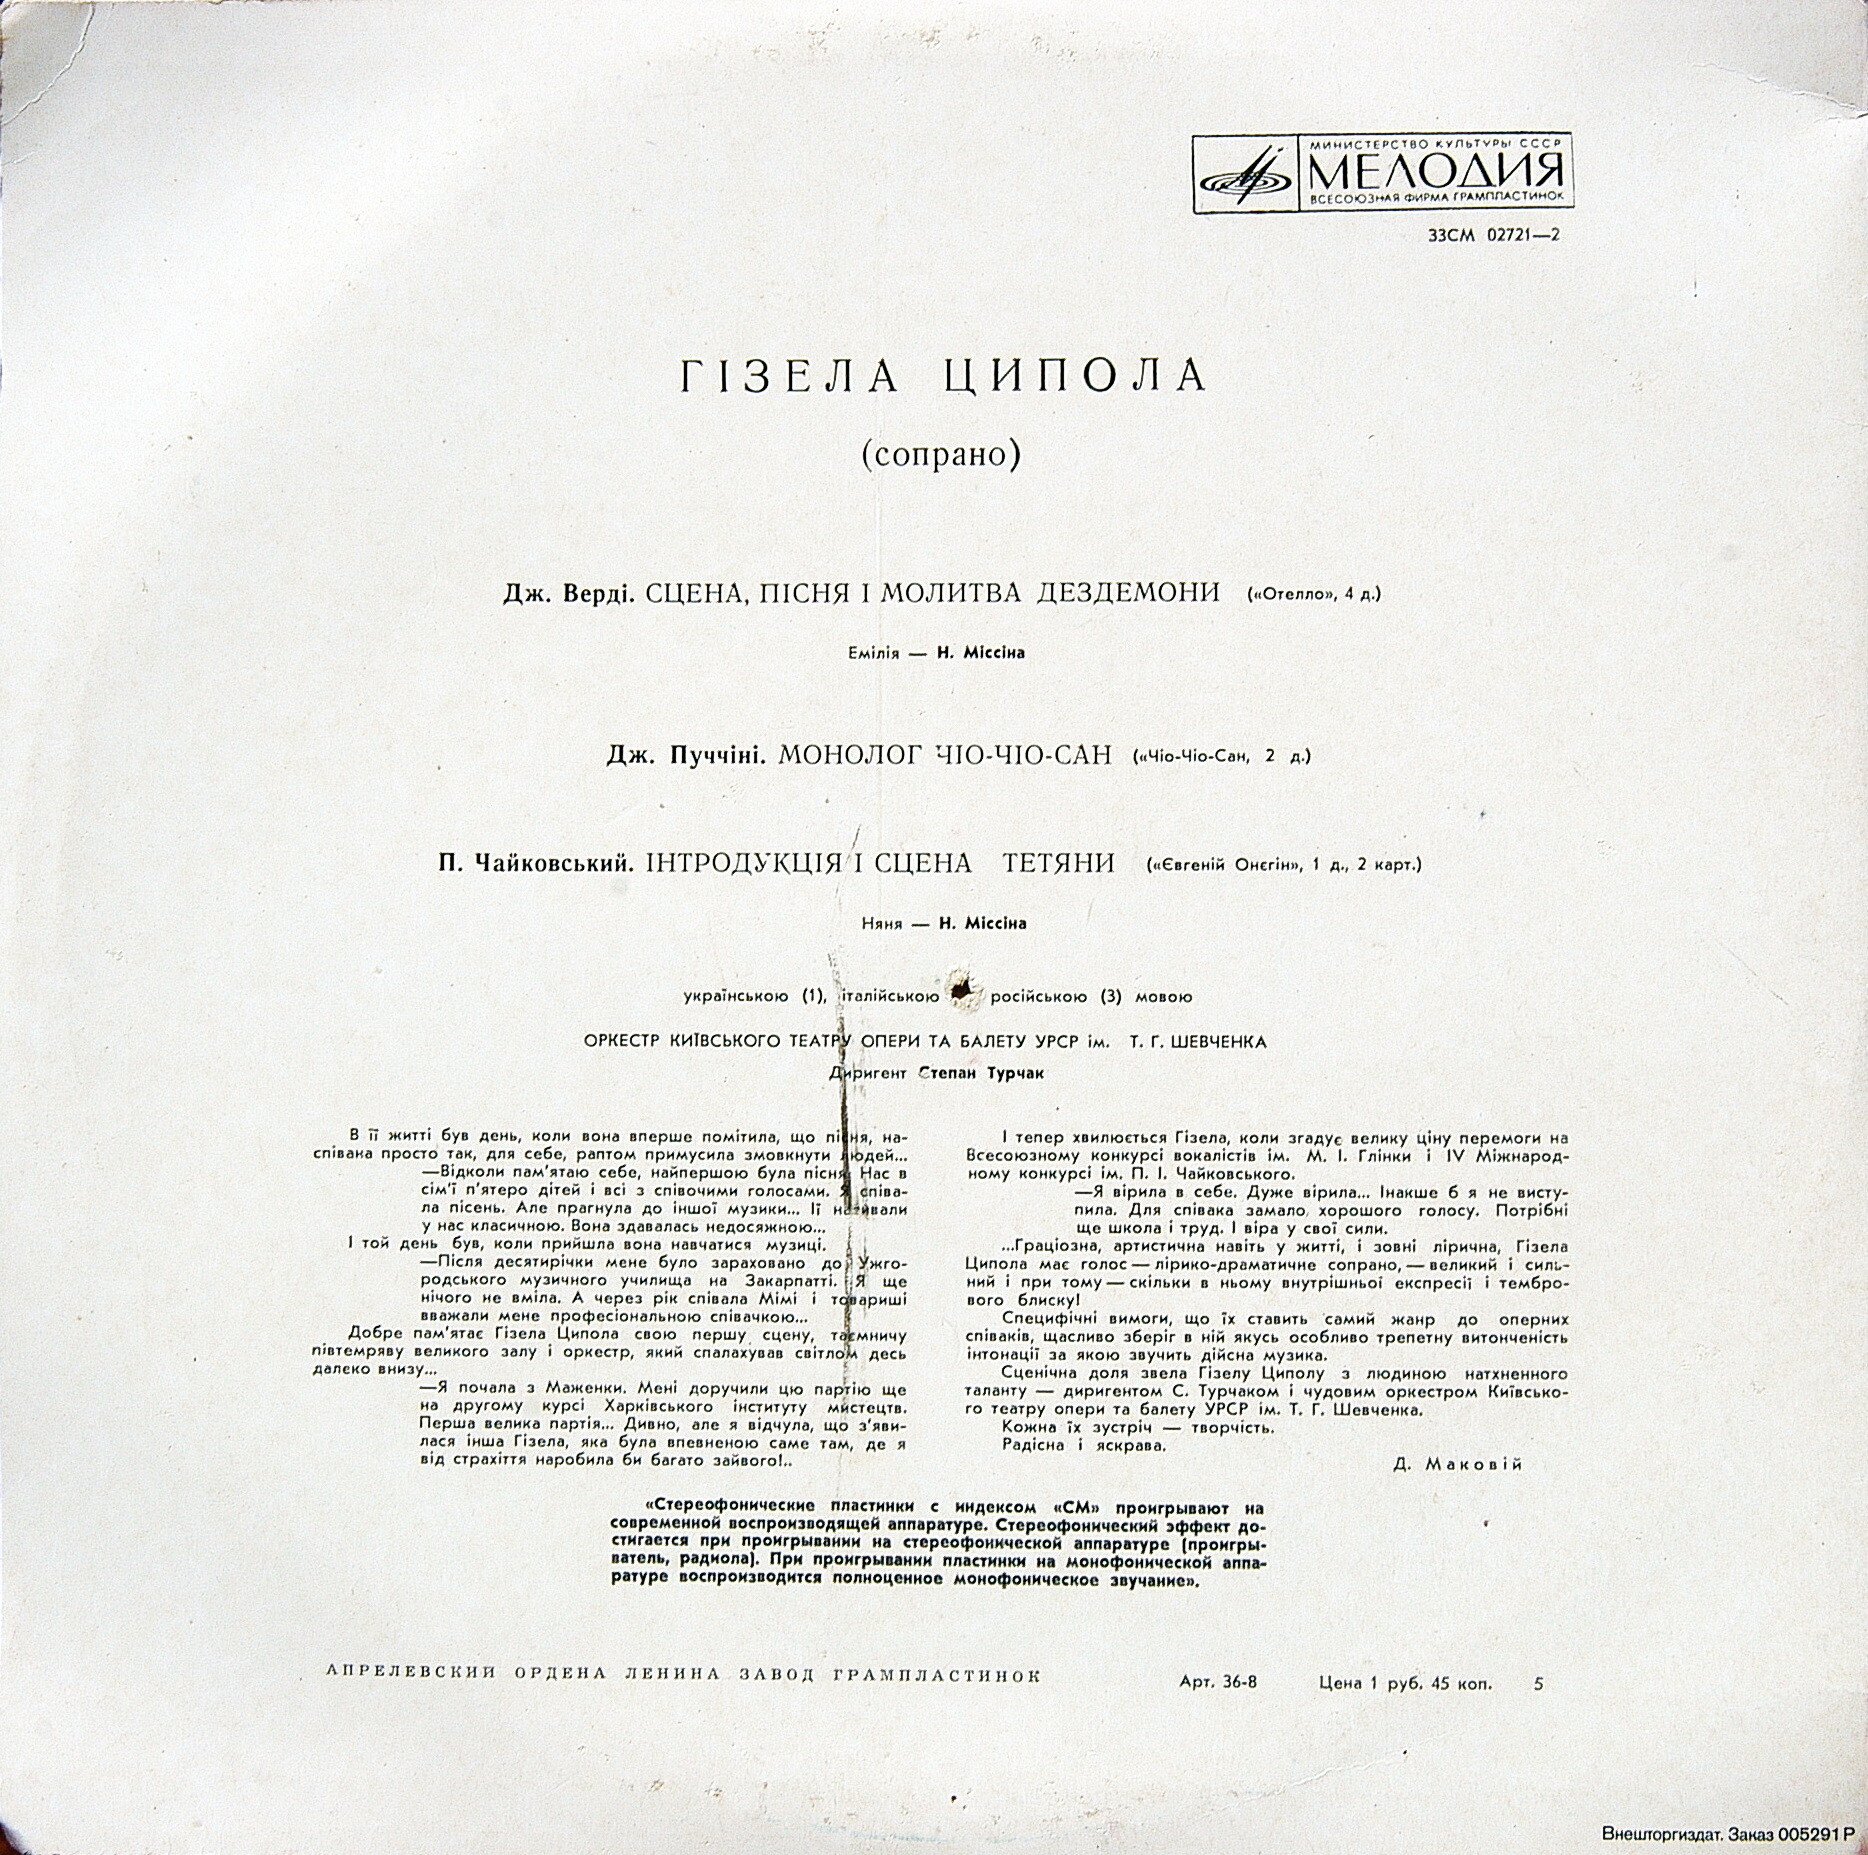 МИНИСТЕРСТВО КУЛЬТУРЫ СССР
МЕЛОДИЯ
ВСЕСОЮЗНАЯ ФИРМА ГРАМПЛАСТИНОК
33СМ 02721—2
ГІЗЕЛА ЦИПОЛА
(сопрано)
Дж. Верді. СЦЕНА, ПІСНЯ І МОЛИТВА ДЕЗДЕМОНИ («Отелло», 4 д.)
Емілія — Н. Міссіна
Дж. Пуччіні. МОНОЛОГ ЧІО-ЧІО-САН («Чіо-Чіо-Сан, 2 д.)
П. Чайковський. ІНТРОДУКЦІЯ І СЦЕНА ТЕТЯНИ («Євгеній Онєгін», 1 д., 2 карт.)
Няня — Н. Міссіна
українською (1), італійською російською (3) мовою
ОРКЕСТР КИЇВСЬКОГО ТЕАТРУ ОПЕРИ ТА БАЛЕТУ УРСР ім. Т. Г. ШЕВЧЕНКА
Диригент Степан Турчак
В її житті був день, коли вона вперше помітила, що пісня, на-
співана просто так, для себе, раптом примусила змовкнути людей...
—Відколи пам'ятаю себе, найпершою була пісня. Нас в
сім'ї п'ятеро дітей і всі з співочими голосами. Я співа-
ла пісень. Але прагнула до іншої музики... Її називали
у нас класичною. Вона здавалась недосяжною...
І той день був, коли прийшла вона навчатися музиці.
—Після десятирічки мене було зараховано до Ужго-
родського музичного училища на Закарпатті. Я ще
нічого не вміла. А через рік співала Мімі і товариші
вважали мене професіональною співачкою...
Добре пам'ятає Гізела Ципола свою першу сцену, таємничу
півтемряву великого залу і оркестр, який спалахував світлом десь
далеко внизу...
—Я почала з Маженки. Мені доручили цю партію ще
на другому курсі Харківського інституту мистецтв.
Перша велика партія... Дивно, але я відчула, що з'яви-
лася інша Гізела, яка була впевненою саме там, де я
від страхіття наробила би багато зайвого!..
І тепер хвилюється Гізела, коли згадує велику ціну перемоги на
Всесоюзному конкурсі вокалістів ім. М. І. Глінки і IV Міжнарод-
ному конкурсі ім. П. І. Чайковського.
—Я вірила в себе. Дуже вірила... Інакше б я не висту-
пила. Для співака замало хорошого голосу. Потрібні
ще школа і труд. І віра у свої сили.
...Граціозна, артистична навіть у житті, і зовні лірична, Гізела
Ципола має голос — лірико-драматичне сопрано, — великий і силь-
ний і при тому — скільки в ньому внутрішньої експресії і тембро-
вого блиску!
Специфічні вимоги, що їх ставить самий жанр до оперних
співаків, щасливо зберіг в ній якусь особливо трепетну витонченість
інтонації за якою звучить дійсна музика.
Сценічна доля звела Гізелу Циполу з людиною натхненного
таланту — диригентом С. Турчаком і чудовим оркестром Київсько-
го театру опери та балету УРСР ім. Т. Г. Шевченка.
Кожна їх зустріч — творчість.
Радісна і яскрава.
Д. Маковій
«Стереофонические пластинки с индексом «СМ» проигрывают на
современной воспроизводящей аппаратуре. Стереофонический эффект до-
стигается при проигрывании на стереофонической аппаратуре (проигры-
ватель, радиола). При проигрывании пластинки на монофонической аппа-
ратуре воспроизводится полноценное монофоническое звучание».
АПРЕЛЕВСКИЙ ОРДЕНА ЛЕНИНА ЗАВОД ГРАМПЛАСТИНОК
Арт. 36-8 Цена 1 руб. 45 коп. 5
Внешторгиздат. Заказ 005291Р